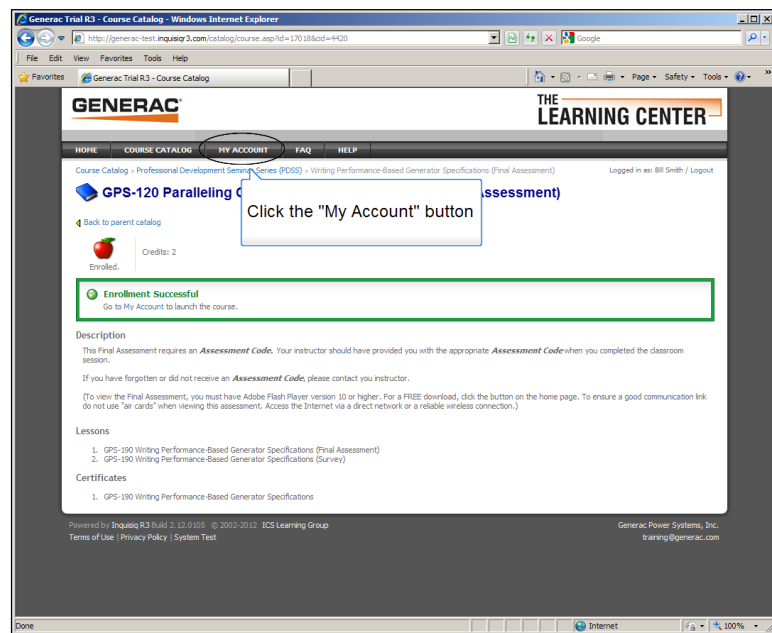 Generac Trial R3 - Course Catalog - Windows Internet Explorer
http://generac-test.inquisiqr3.com/catalog/course.asp?id=17018&cid=4420
Google
File Edit View Favorites Tools Help
Favorites Generac Trial R3 - Course Catalog Page Safety Tools »
GENERAC®
THE
LEARNING CENTER
HOME COURSE CATALOG MY ACCOUNT FAQ HELP
Course Catalog » Professional Development Seminar Series (PDSS) » Writing Performance-Based Generator Specifications (Final Assessment) Logged in as: Bill Smith / Logout
GPS-120 Paralleling ssessment)
Click the "My Account" button
Back to parent catalog
Credits: 2
Enrolled.
Enrollment Successful
Go to My Account to launch the course.
Description
This Final Assessment requires an Assessment Code. Your instructor should have provided you with the appropriate Assessment Code when you completed the classroom
session.
If you have forgotten or did not receive an Assessment Code, please contact you instructor.
(To view the Final Assessment, you must have Adobe Flash Player version 10 or higher. For a FREE download, click the button on the home page. To ensure a good communication link
do not use "air cards" when viewing this assessment. Access the Internet via a direct network or a reliable wireless connection.)
Lessons
1. GPS-190 Writing Performance-Based Generator Specifications (Final Assessment)
2. GPS-190 Writing Performance-Based Generator Specifications (Survey)
Certificates
1. GPS-190 Writing Performance-Based Generator Specifications
Powered by Inquisiq R3 Build 2.12.0105 © 2002-2012 ICS Learning Group Generac Power Systems, Inc.
Terms of Use | Privacy Policy | System Test training@generac.com
Done Internet 100%